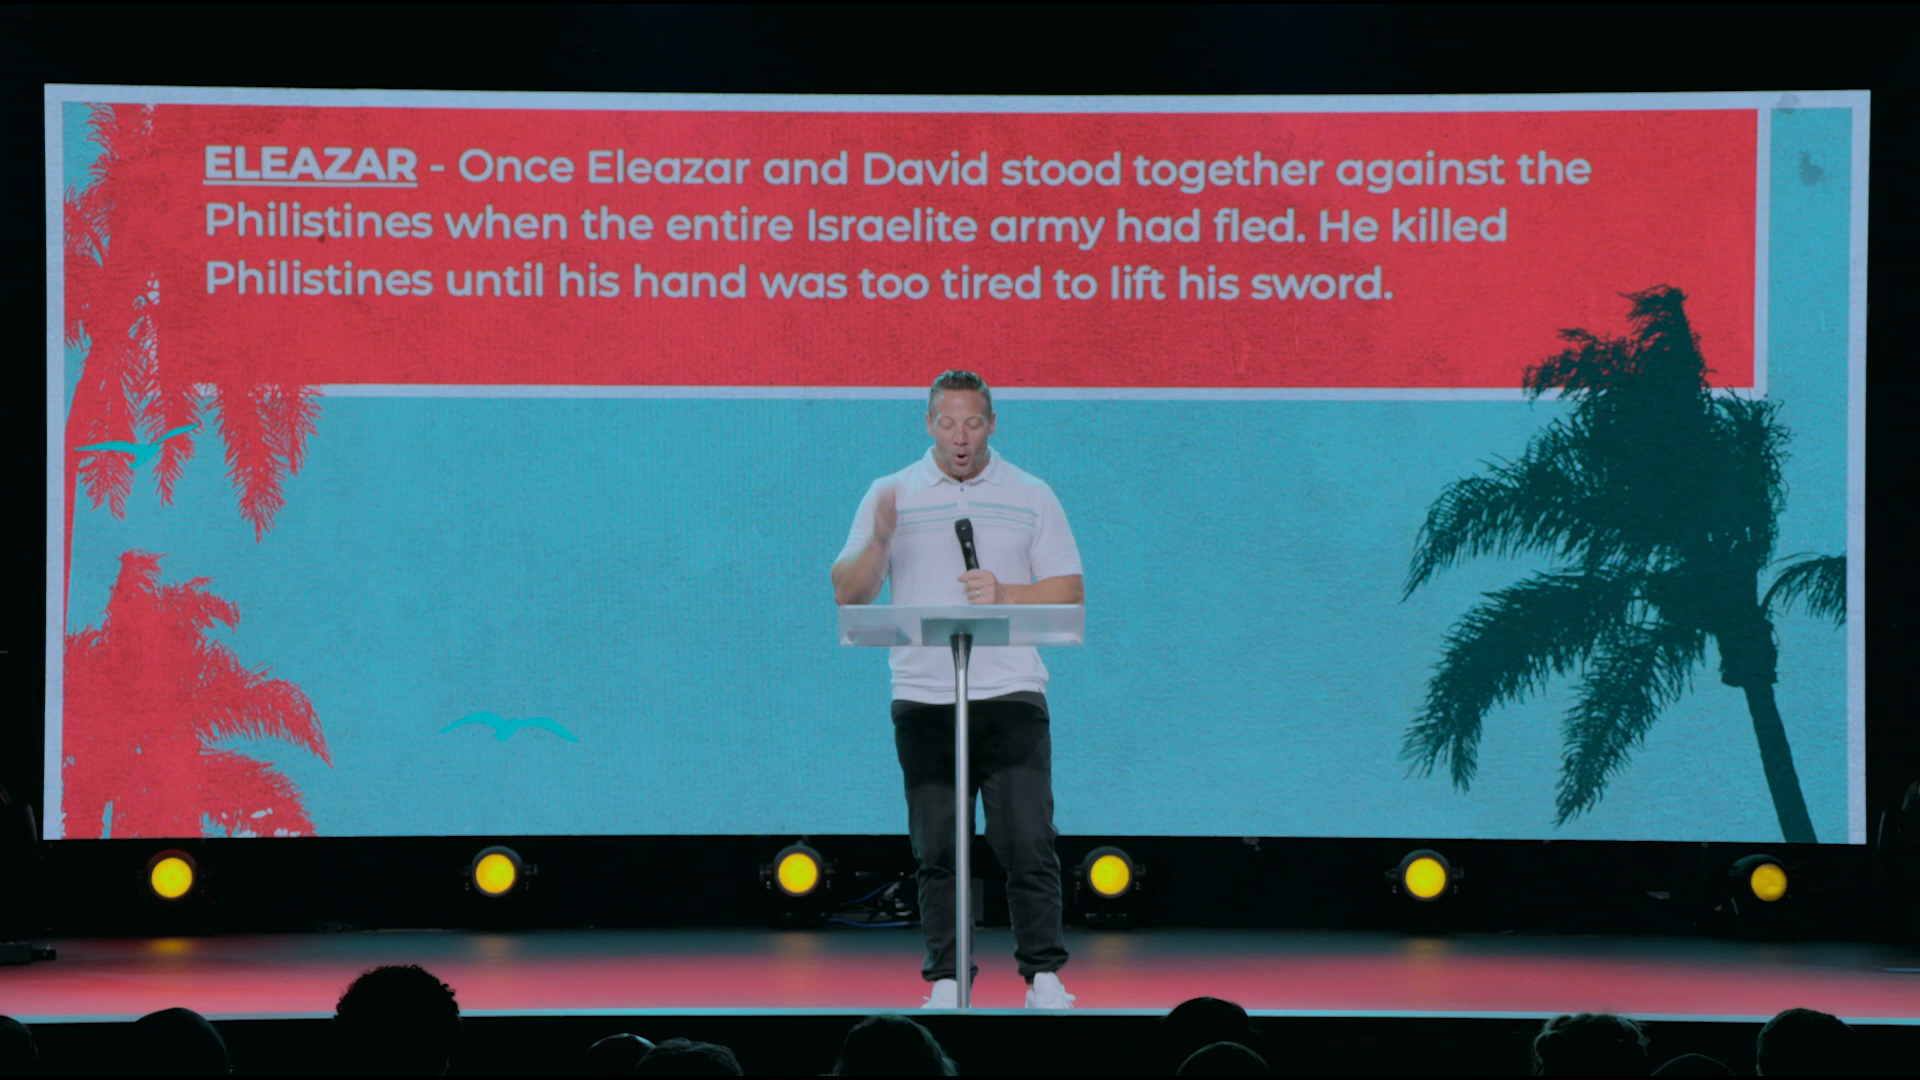 ELEAZAR - Once Eleazar and David stood together against the
Philistines when the entire Israelite army had fled. He killed
Philistines until his hand was too tired to lift his sword.